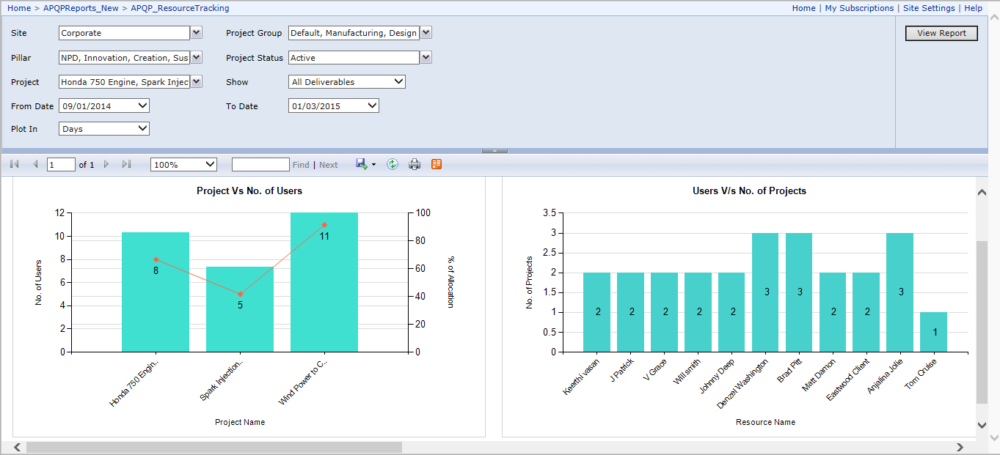 Home > APQPReports_New > APQP_ResourceTracking
Home | My Subscriptions | Site Settings | Help
Site Corporate Project Group Default, Manufacturing, Design View Report
Pillar NPD, Innovation, Creation, Sus Project Status Active
Project Honda 750 Engine, Spark Injec Show All Deliverables
From Date 09/01/2014 To Date 01/03/2015
Plot In Days
1 of 1 100% Find | Next
Project Vs No. of Users
No. of Users
12
10
8
6
4
2
0
8
5
11
100
80
60
40
20
0
% of Allocation
Honda 750 Engin..
Spark Injection..
Wind Power to C..
Project Name
Users V/s No. of Projects
No. of Projects
3.5
3
2.5
2
1.5
1
0.5
0
2
2
2
2
2
3
3
2
2
3
1
Keerthi vasan
J Patrick
V Grace
Will smith
Johnny Deep
Denzel Washington
Brad Pitt
Matt Damon
Eastwood Client
Anjalina Jolie
Tom Cruise
Resource Name